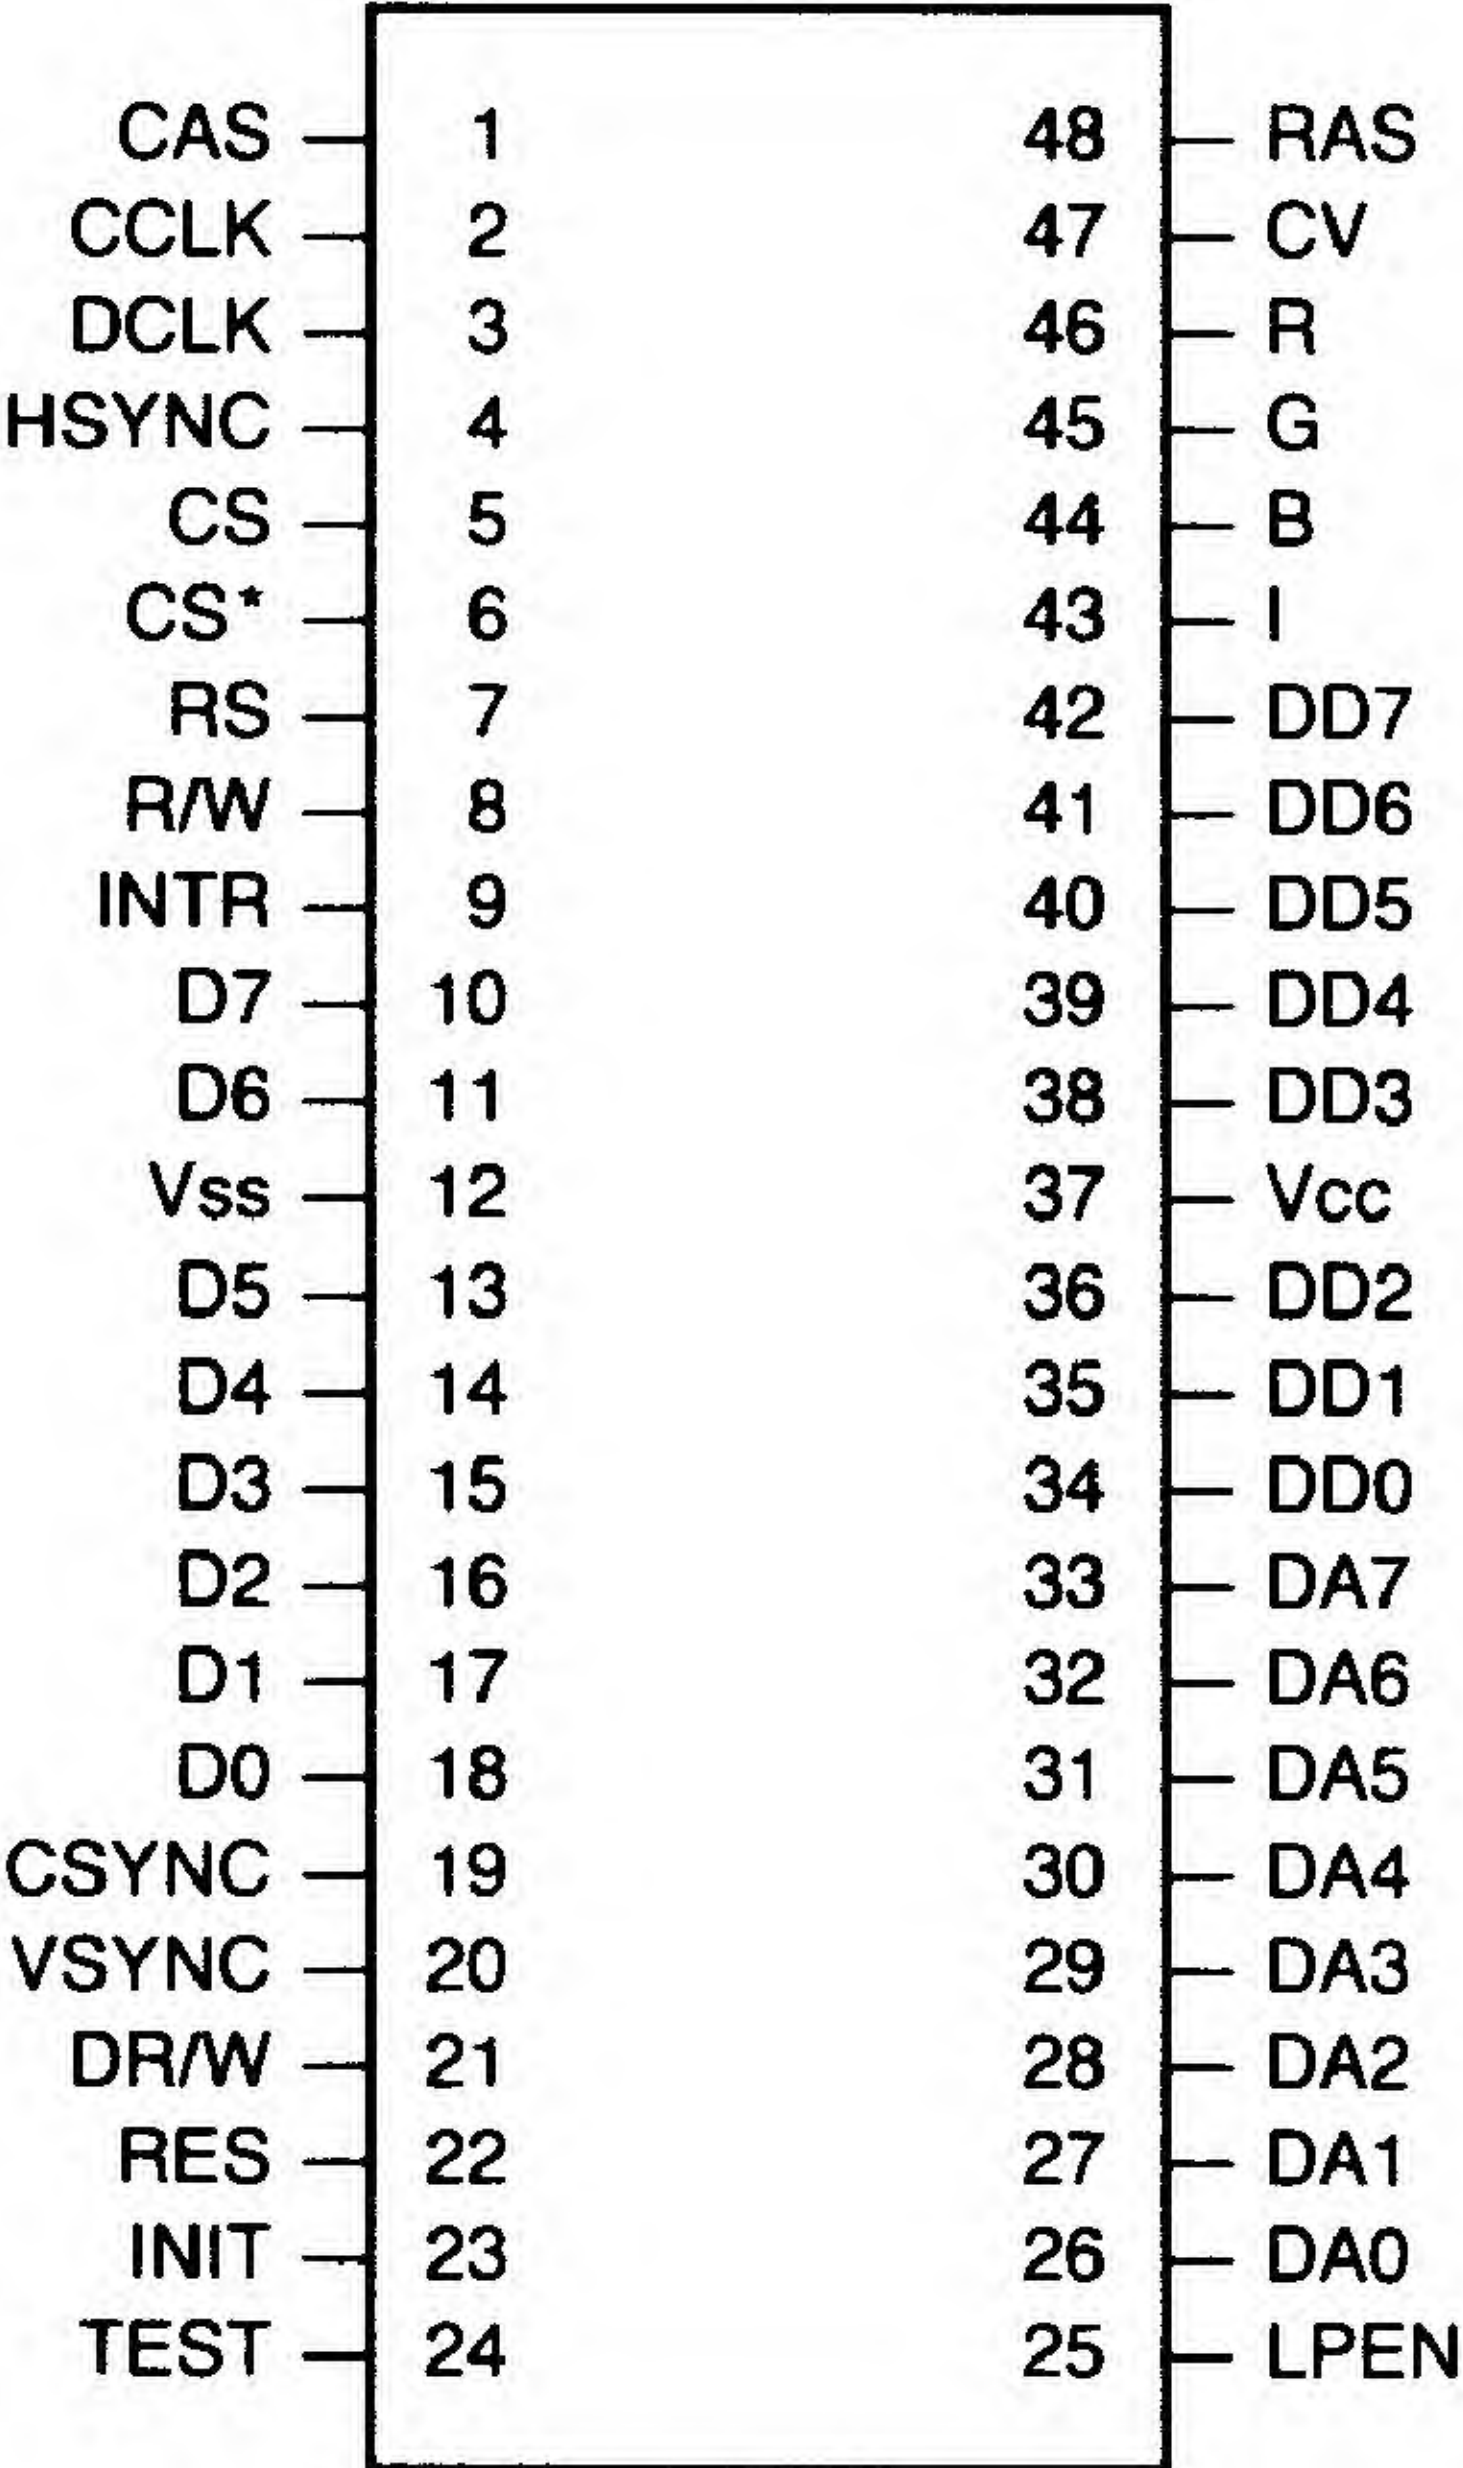 CAS 1 48 RAS
CCLK 2 47 CV
DCLK 3 46 R
HSYNC 4 45 G
CS 5 44 B
CS* 6 43 I
RS 7 42 DD7
R/W 8 41 DD6
INTR 9 40 DD5
D7 10 39 DD4
D6 11 38 DD3
Vss 12 37 Vcc
D5 13 36 DD2
D4 14 35 DD1
D3 15 34 DD0
D2 16 33 DA7
D1 17 32 DA6
D0 18 31 DA5
CSYNC 19 30 DA4
VSYNC 20 29 DA3
DR/W 21 28 DA2
RES 22 27 DA1
INIT 23 26 DA0
TEST 24 25 LPEN